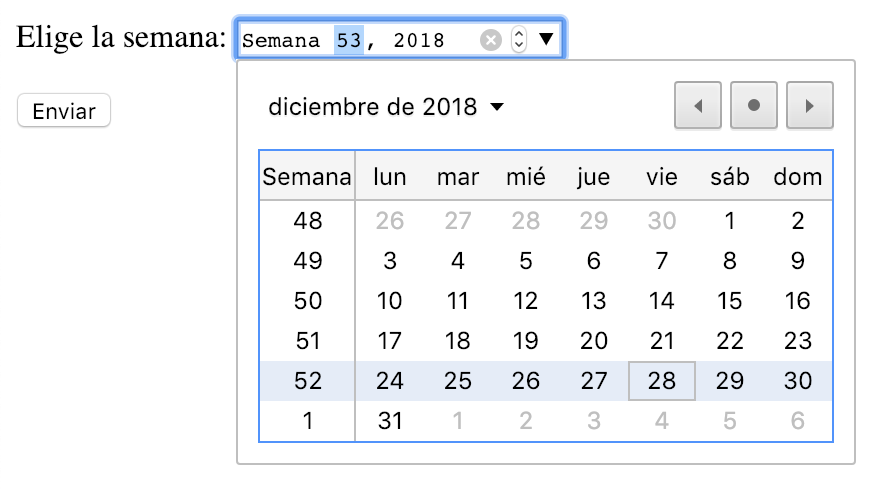 Elige la semana: Semana 53, 2018
Enviar
diciembre de 2018
Semana lun mar mié jue vie sáb dom
48 26 27 28 29 30 1 2
49 3 4 5 6 7 8 9
50 10 11 12 13 14 15 16
51 17 18 19 20 21 22 23
52 24 25 26 27 28 29 30
1 31 1 2 3 4 5 6